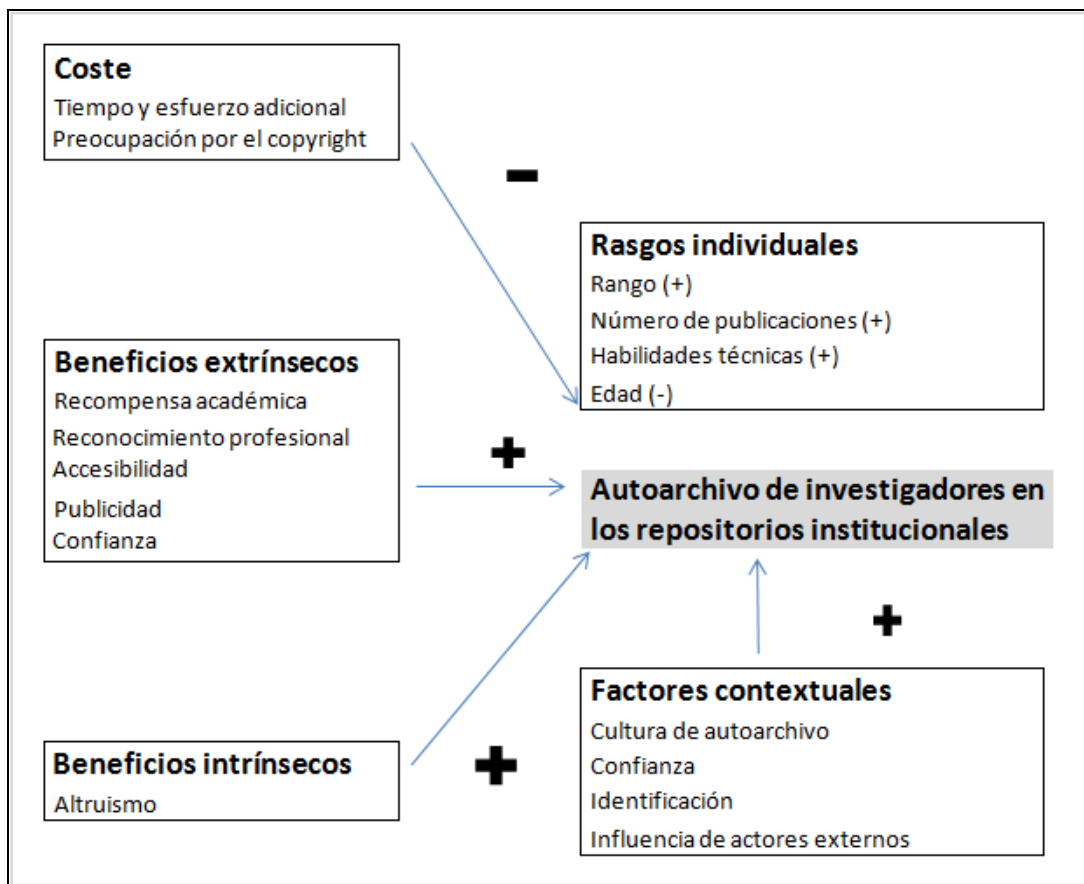 Coste
Tiempo y esfuerzo adicional
Preocupación por el copyright
-
Rasgos individuales
Rango (+)
Número de publicaciones (+)
Habilidades técnicas (+)
Edad (-)
Beneficios extrínsecos
Recompensa académica
Reconocimiento profesional
Accesibilidad
Publicidad
Confianza
+
Autoarchivo de investigadores en
los repositorios institucionales
+
Factores contextuales
Cultura de autoarchivo
Confianza
Identificación
Influencia de actores externos
Beneficios intrínsecos
Altruismo
+